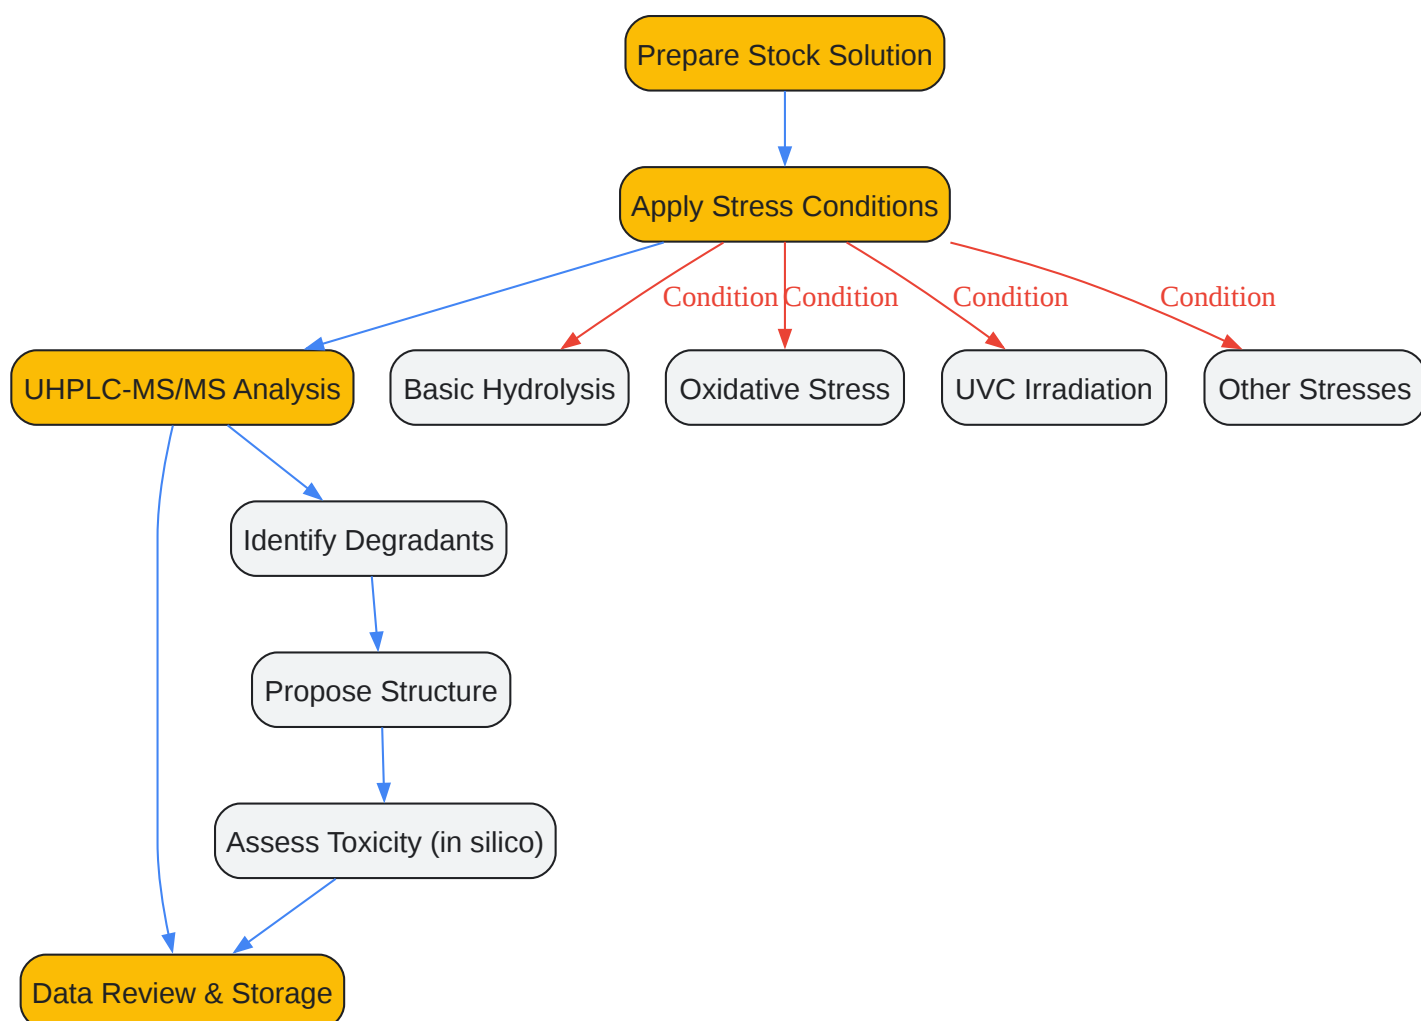 Prepare Stock Solution
Apply Stress Conditions
Condition
Condition
Condition
Condition
UHPLC-MS/MS Analysis
Basic Hydrolysis
Oxidative Stress
UVC Irradiation
Other Stresses
Identify Degradants
Propose Structure
Assess Toxicity (in silico)
Data Review & Storage